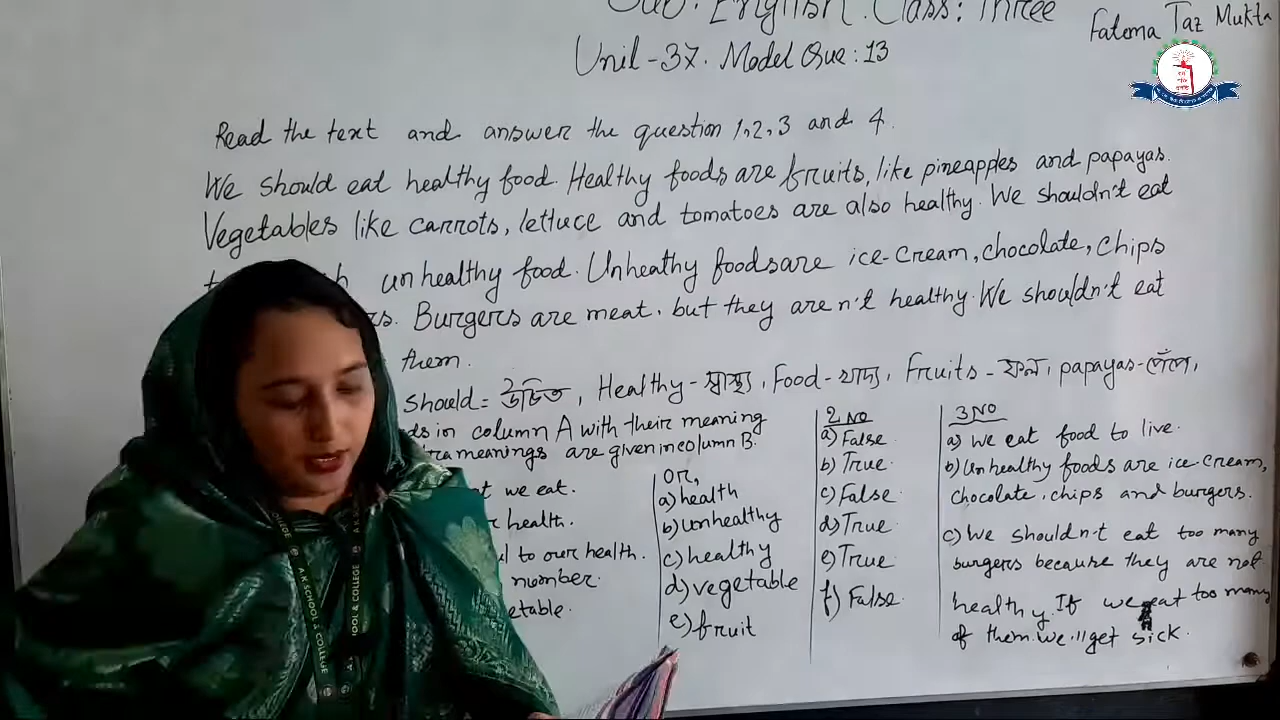 Sub: English. Class: Three
Fatema Taz Mukta
Unit-37. Model Que: 13
Read the text and answer the question 1,2,3 and 4.
We should eat healthy food. Healthy foods are fruits, like pineapples and papayas.
Vegetables like carrots, lettuce and tomatoes are also healthy. We shouldn't eat
unhealthy food. Unheathy foodsare ice-cream, chocolate, chips
Burgers are meat, but they aren't healthy. We shouldn't eat
them.
Should = উচিত, Healthy - স্বাস্থ্য, Food - খাদ্য, Fruits - ফল, papayas - পেঁপে,
in column A with their meaning
meanings are given in column B.
we eat.
health.
to our health.
number.
OR,
a) health
b) unhealthy
c) healthy
d) vegetable
e) fruit
2 NO
a) False
b) True
c) False
d) True
e) True
f) False
3 NO
a) We eat food to live.
b) Unhealthy foods are ice cream,
chocolate, chips and burgers.
c) We shouldn't eat too many
burgers because they are not
healthy. If we eat too many
of them we'll get sick.
A.K SCHOOL & COLLEGE